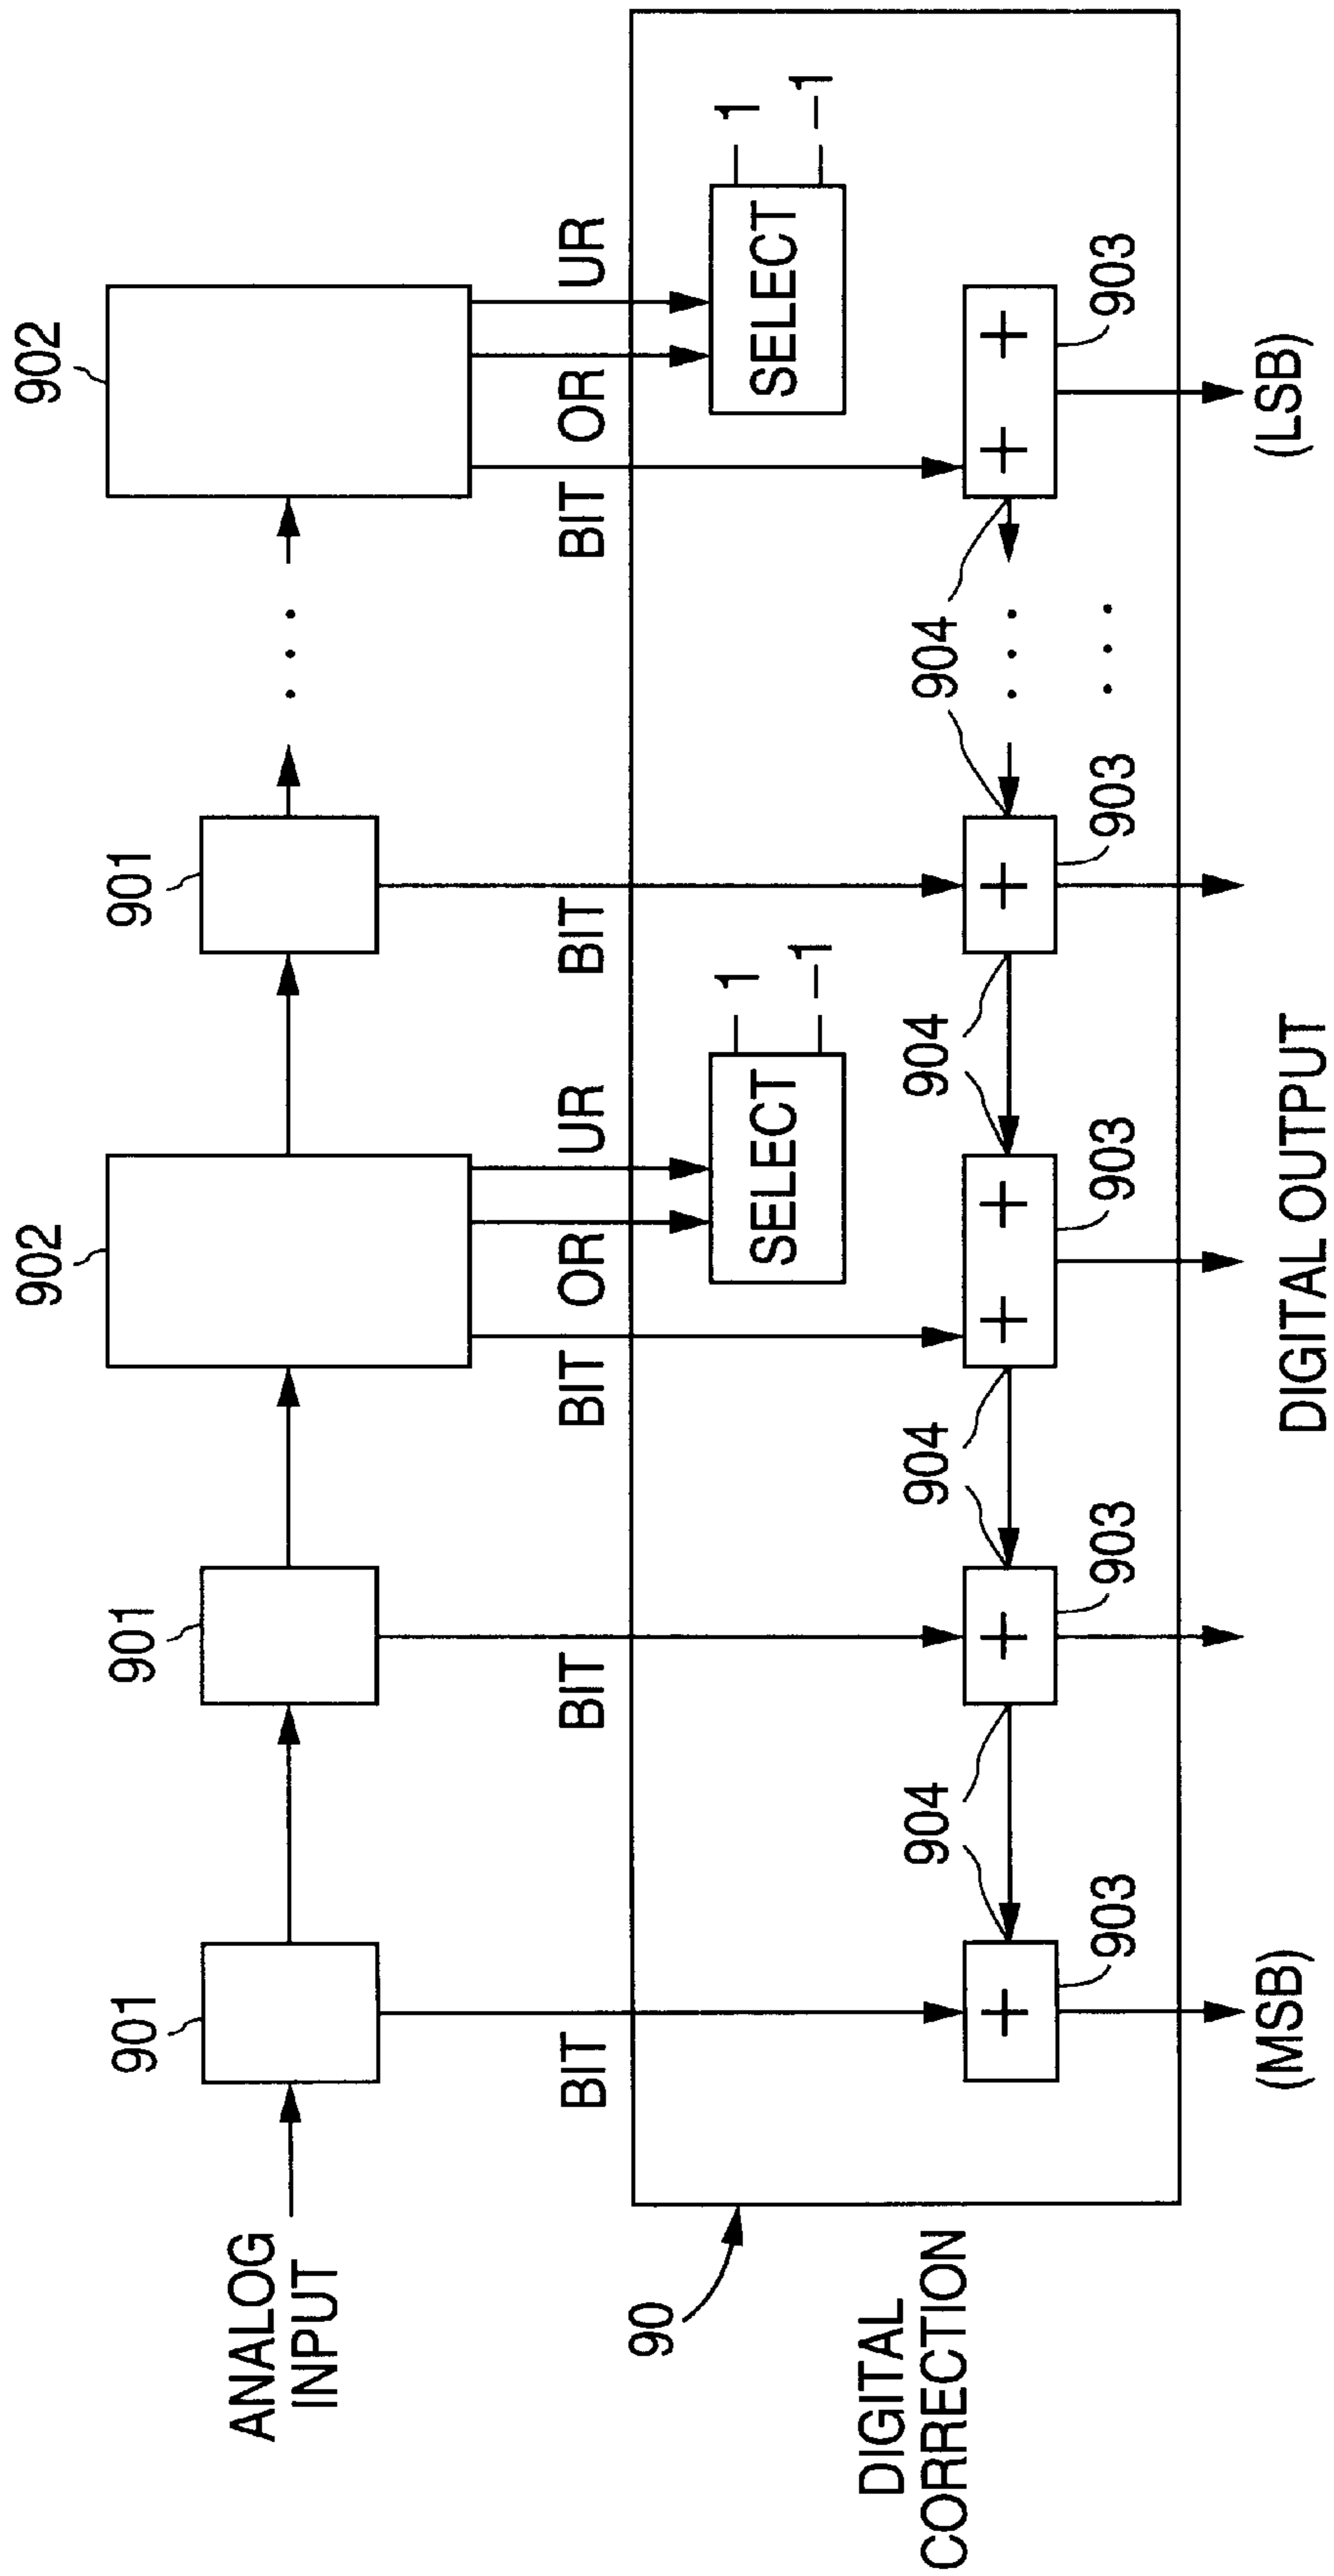 902
902
901
901
901
ANALOG
INPUT
BIT
BIT
BIT
OR
UR
BIT
BIT
OR
UR
90
SELECT
1
–1
SELECT
1
–1
DIGITAL
CORRECTION
904
904
904
904
+
+
+ +
+
+ +
903
903
903
903
903
(MSB)
DIGITAL OUTPUT
(LSB)